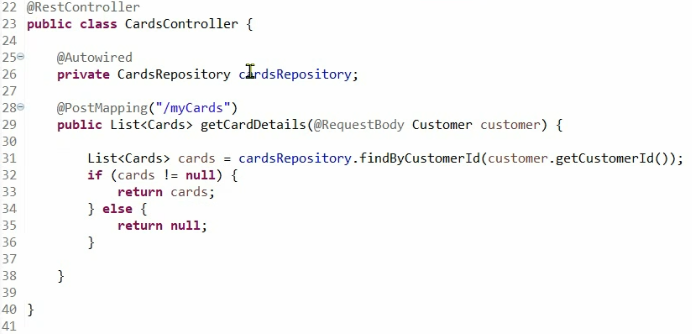 22 @RestController
23 public class CardsController {
24
25 @Autowired
26 private CardsRepository cardsRepository;
27
28 @PostMapping("/myCards")
29 public List<Cards> getCardDetails(@RequestBody Customer customer) {
30
31 List<Cards> cards = cardsRepository.findByCustomerId(customer.getCustomerId());
32 if (cards != null) {
33 return cards;
34 } else {
35 return null;
36 }
37
38 }
39
40 }
41